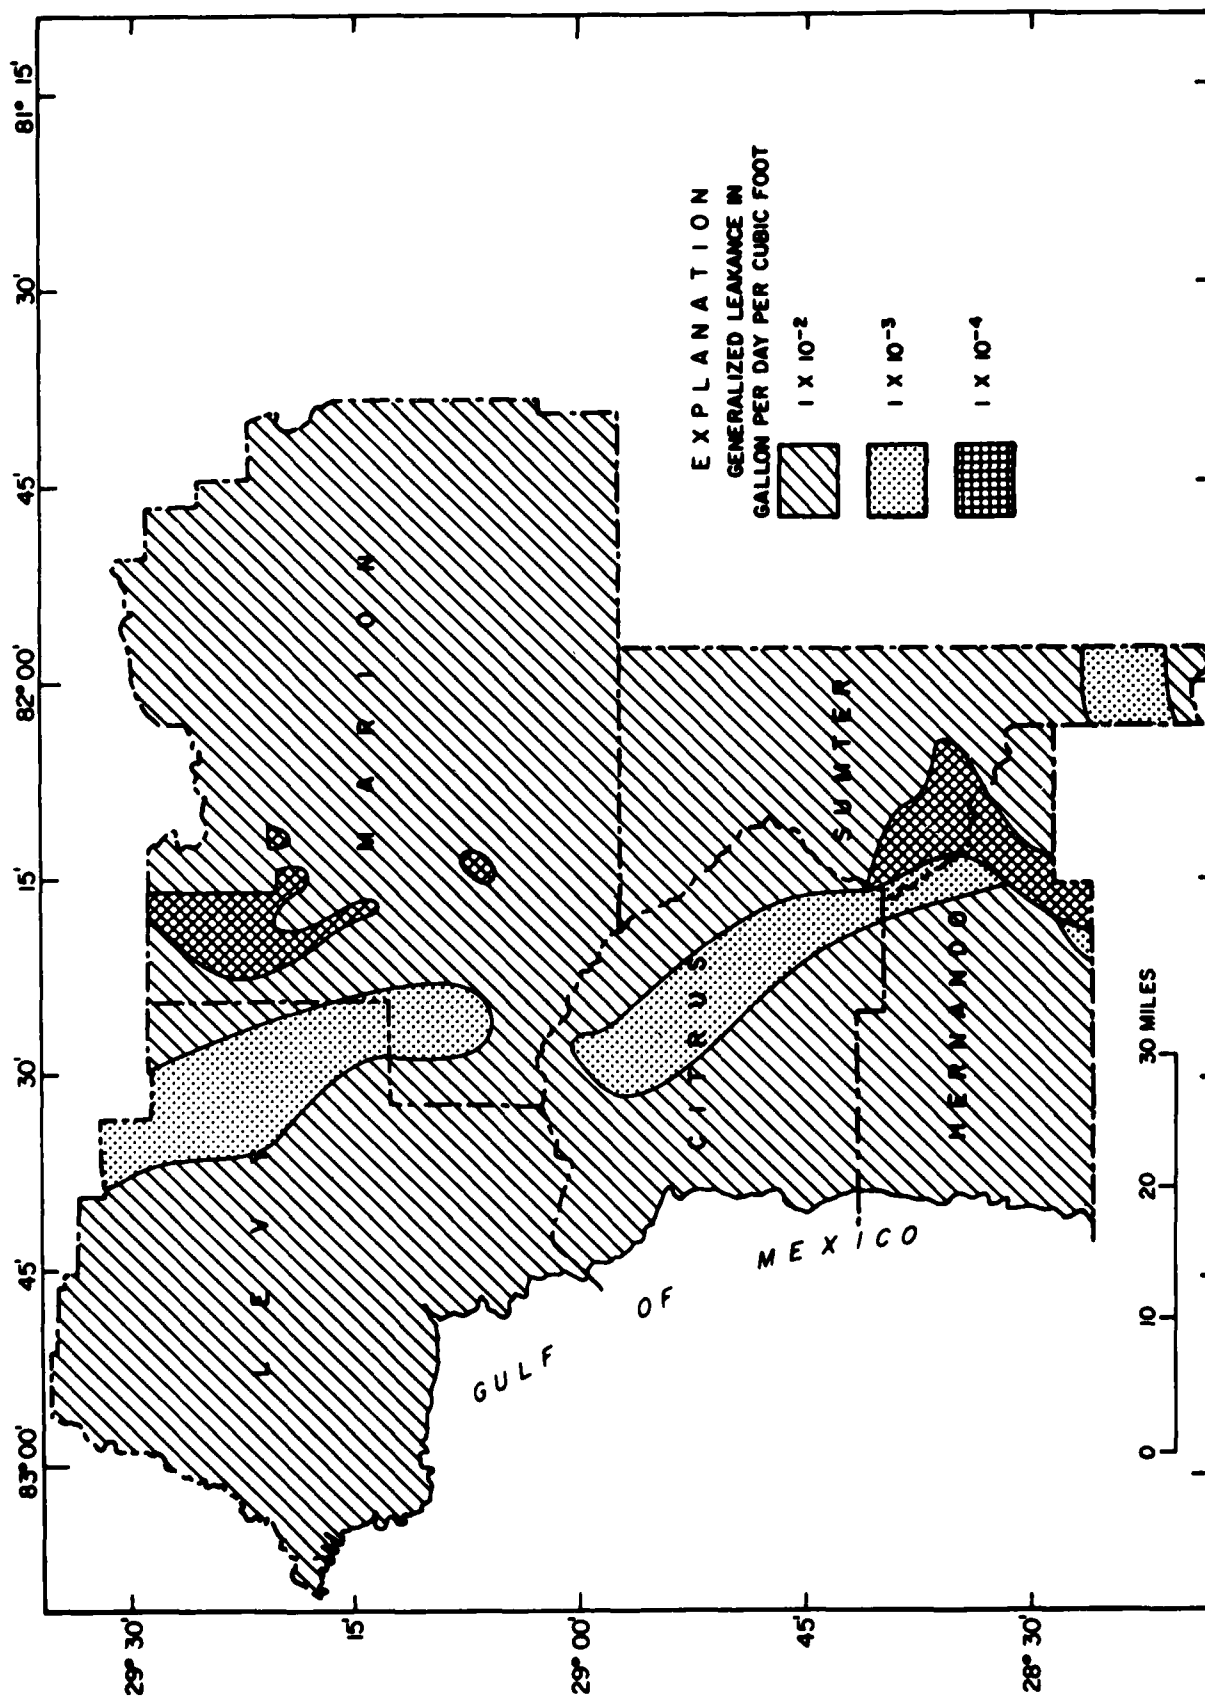 83° 00' 45' 30' 15' 82° 00' 45' 30' 81° 15'
29° 30'
15'
29° 00'
45'
28° 30'
LEVY
MARION
CITRUS
SUMTER
HERNANDO
GULF OF MEXICO
EXPLANATION
GENERALIZED LEAKANCE IN
GALLON PER DAY PER CUBIC FOOT
1 X 10⁻²
1 X 10⁻³
1 X 10⁻⁴
0 10 20 30 MILES